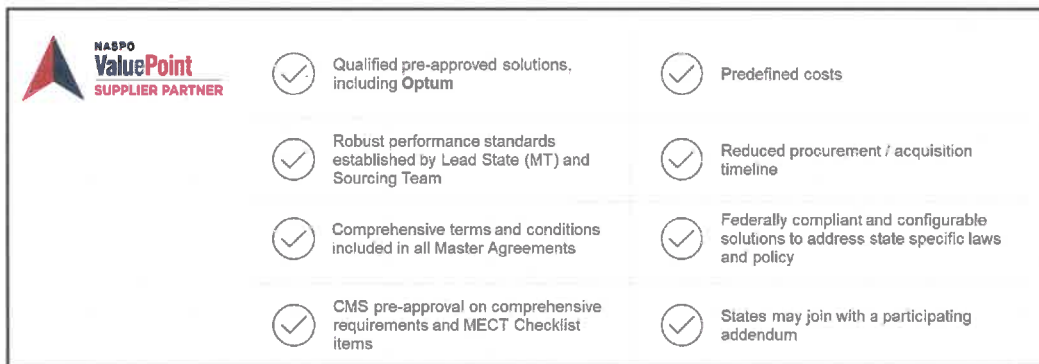 NASPO
ValuePoint
SUPPLIER PARTNER
Qualified pre-approved solutions,
including Optum
Predefined costs
Robust performance standards
established by Lead State (MT) and
Sourcing Team
Reduced procurement / acquisition
timeline
Comprehensive terms and conditions
included in all Master Agreements
Federally compliant and configurable
solutions to address state specific laws
and policy
CMS pre-approval on comprehensive
requirements and MECT Checklist
items
States may join with a participating
addendum